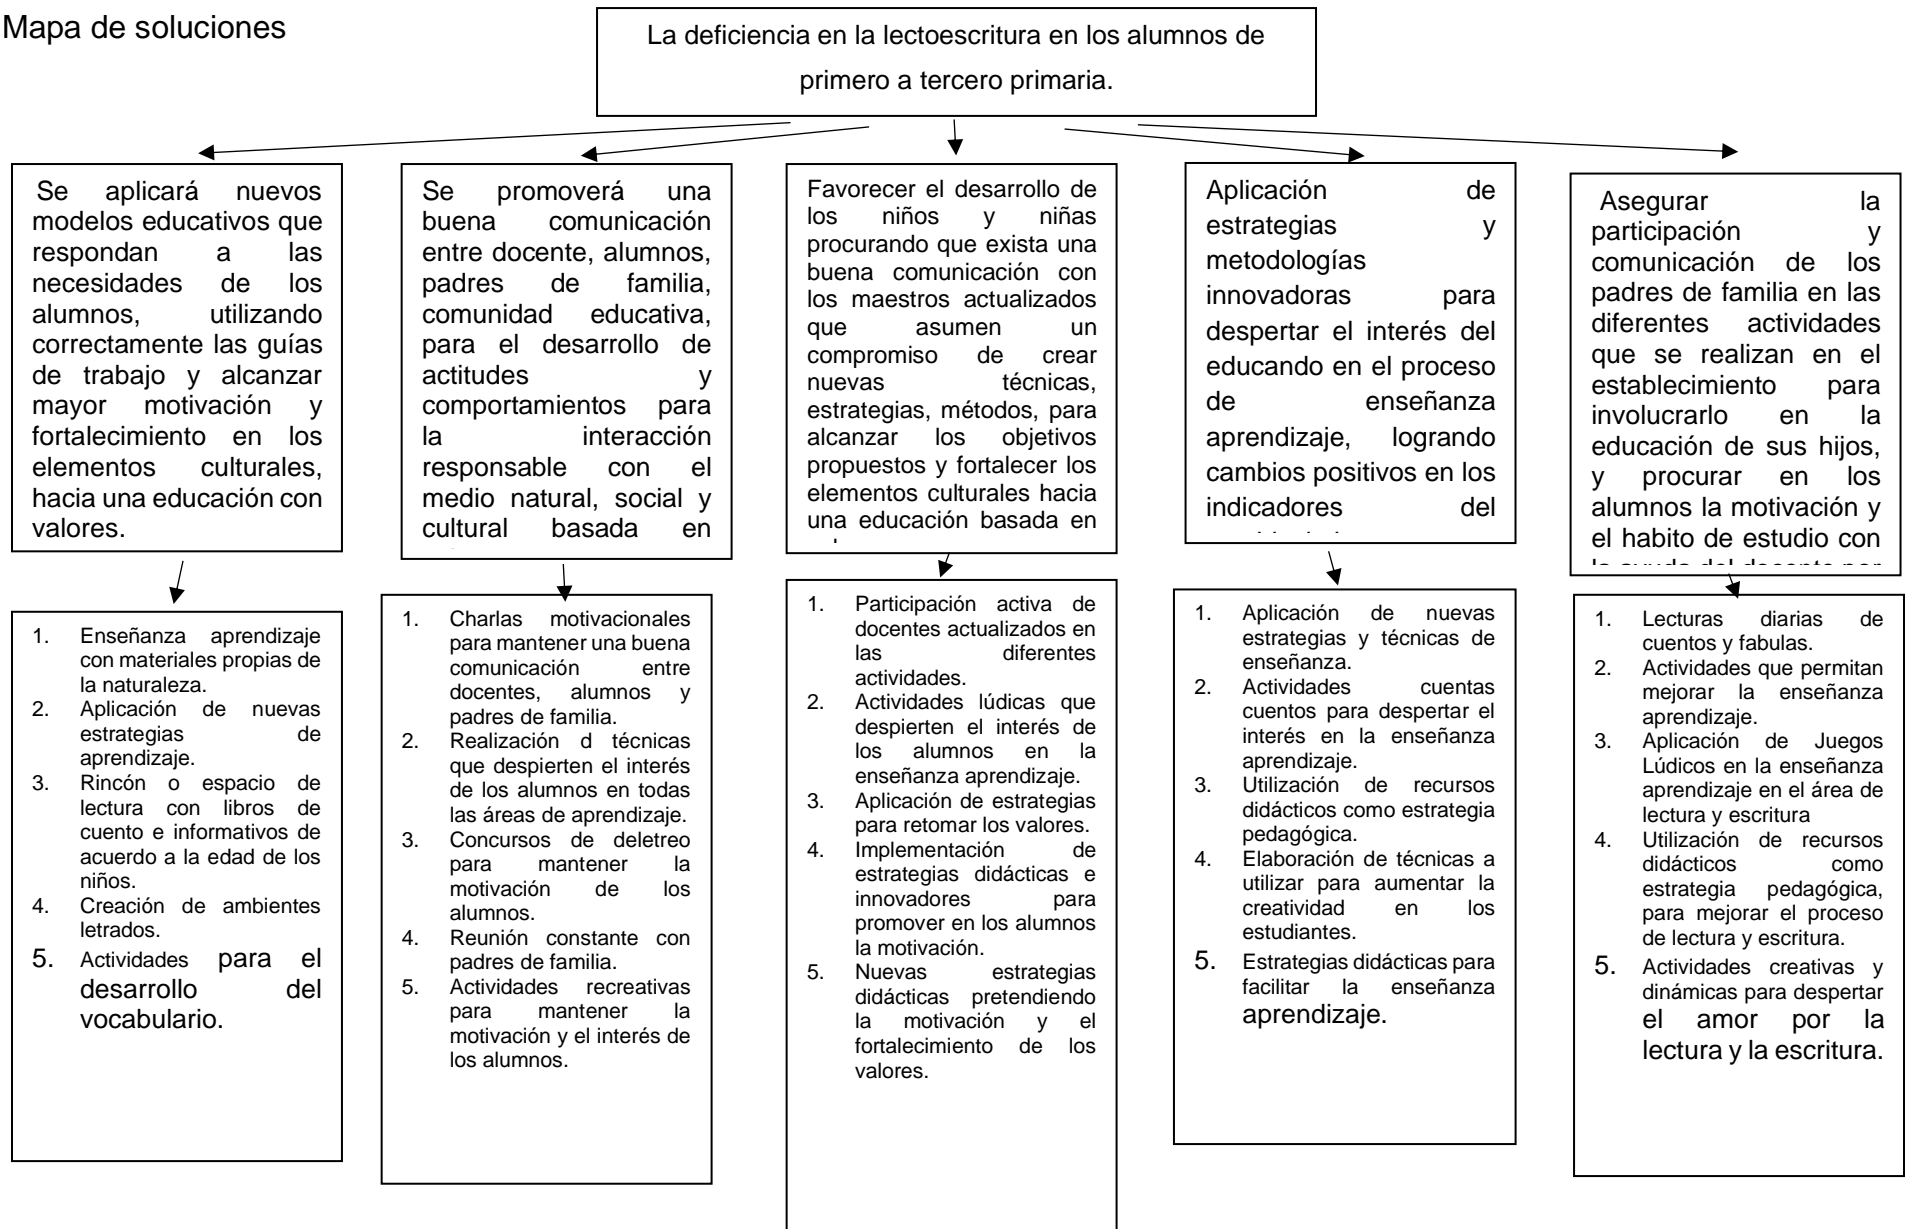 Mapa de soluciones
La deficiencia en la lectoescritura en los alumnos de
primero a tercero primaria.
Se aplicará nuevos
modelos educativos que
respondan a las
necesidades de los
alumnos, utilizando
correctamente las guías
de trabajo y alcanzar
mayor motivación y
fortalecimiento en los
elementos culturales,
hacia una educación con
valores.
Se promoverá una
buena comunicación
entre docente, alumnos,
padres de familia,
comunidad educativa,
para el desarrollo de
actitudes y
comportamientos para
la interacción
responsable con el
medio natural, social y
cultural basada en
Favorecer el desarrollo de
los niños y niñas
procurando que exista una
buena comunicación con
los maestros actualizados
que asumen un
compromiso de crear
nuevas técnicas,
estrategias, métodos, para
alcanzar los objetivos
propuestos y fortalecer los
elementos culturales hacia
una educación basada en
Aplicación de
estrategias y
metodologías
innovadoras para
despertar el interés del
educando en el proceso
de enseñanza
aprendizaje, logrando
cambios positivos en los
indicadores del
Asegurar la
participación y
comunicación de los
padres de familia en las
diferentes actividades
que se realizan en el
establecimiento para
involucrarlo en la
educación de sus hijos,
y procurar en los
alumnos la motivación y
el habito de estudio con
la ayuda del docente por
1. Enseñanza aprendizaje
con materiales propias de
la naturaleza.
2. Aplicación de nuevas
estrategias de
aprendizaje.
3. Rincón o espacio de
lectura con libros de
cuento e informativos de
acuerdo a la edad de los
niños.
4. Creación de ambientes
letrados.
5. Actividades para el
desarrollo del
vocabulario.
1. Charlas motivacionales
para mantener una buena
comunicación entre
docentes, alumnos y
padres de familia.
2. Realización d técnicas
que despierten el interés
de los alumnos en todas
las áreas de aprendizaje.
3. Concursos de deletreo
para mantener la
motivación de los
alumnos.
4. Reunión constante con
padres de familia.
5. Actividades recreativas
para mantener la
motivación y el interés de
los alumnos.
1. Participación activa de
docentes actualizados en
las diferentes
actividades.
2. Actividades lúdicas que
despierten el interés de
los alumnos en la
enseñanza aprendizaje.
3. Aplicación de estrategias
para retomar los valores.
4. Implementación de
estrategias didácticas e
innovadores para
promover en los alumnos
la motivación.
5. Nuevas estrategias
didácticas pretendiendo
la motivación y el
fortalecimiento de los
valores.
1. Aplicación de nuevas
estrategias y técnicas de
enseñanza.
2. Actividades cuentas
cuentos para despertar el
interés en la enseñanza
aprendizaje.
3. Utilización de recursos
didácticos como estrategia
pedagógica.
4. Elaboración de técnicas a
utilizar para aumentar la
creatividad en los
estudiantes.
5. Estrategias didácticas para
facilitar la enseñanza
aprendizaje.
1. Lecturas diarias de
cuentos y fabulas.
2. Actividades que permitan
mejorar la enseñanza
aprendizaje.
3. Aplicación de Juegos
Lúdicos en la enseñanza
aprendizaje en el área de
lectura y escritura
4. Utilización de recursos
didácticos como
estrategia pedagógica,
para mejorar el proceso
de lectura y escritura.
5. Actividades creativas y
dinámicas para despertar
el amor por la
lectura y la escritura.